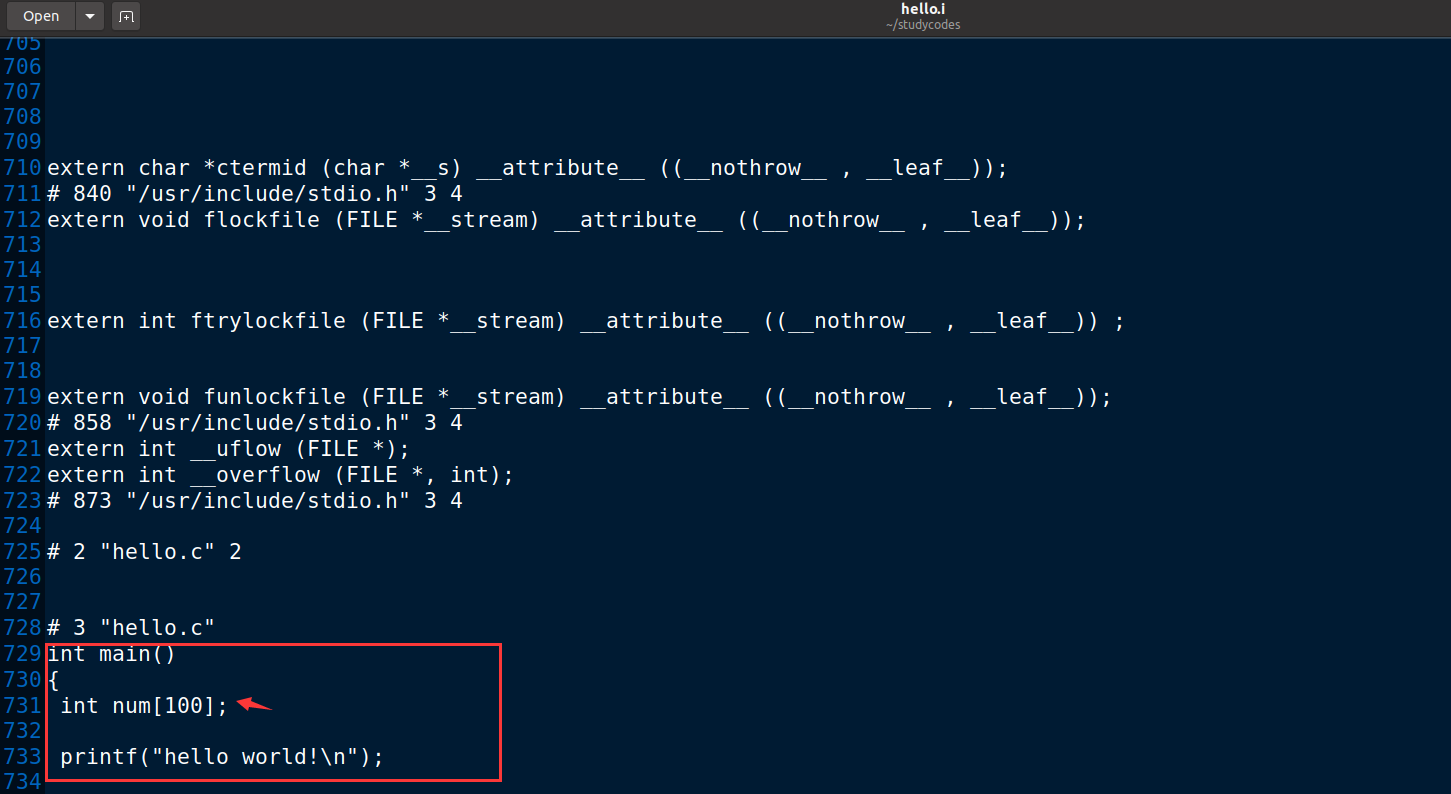 Open
hello.i
~/studycodes
705
706
707
708
709
710 extern char *ctermid (char *__s) __attribute__ ((__nothrow__ , __leaf__));
711 # 840 "/usr/include/stdio.h" 3 4
712 extern void flockfile (FILE *__stream) __attribute__ ((__nothrow__ , __leaf__));
713
714
715
716 extern int ftrylockfile (FILE *__stream) __attribute__ ((__nothrow__ , __leaf__)) ;
717
718
719 extern void funlockfile (FILE *__stream) __attribute__ ((__nothrow__ , __leaf__));
720 # 858 "/usr/include/stdio.h" 3 4
721 extern int __uflow (FILE *);
722 extern int __overflow (FILE *, int);
723 # 873 "/usr/include/stdio.h" 3 4
724
725 # 2 "hello.c" 2
726
727
728 # 3 "hello.c"
729 int main()
730 {
731  int num[100];
732
733  printf("hello world!\n");
734